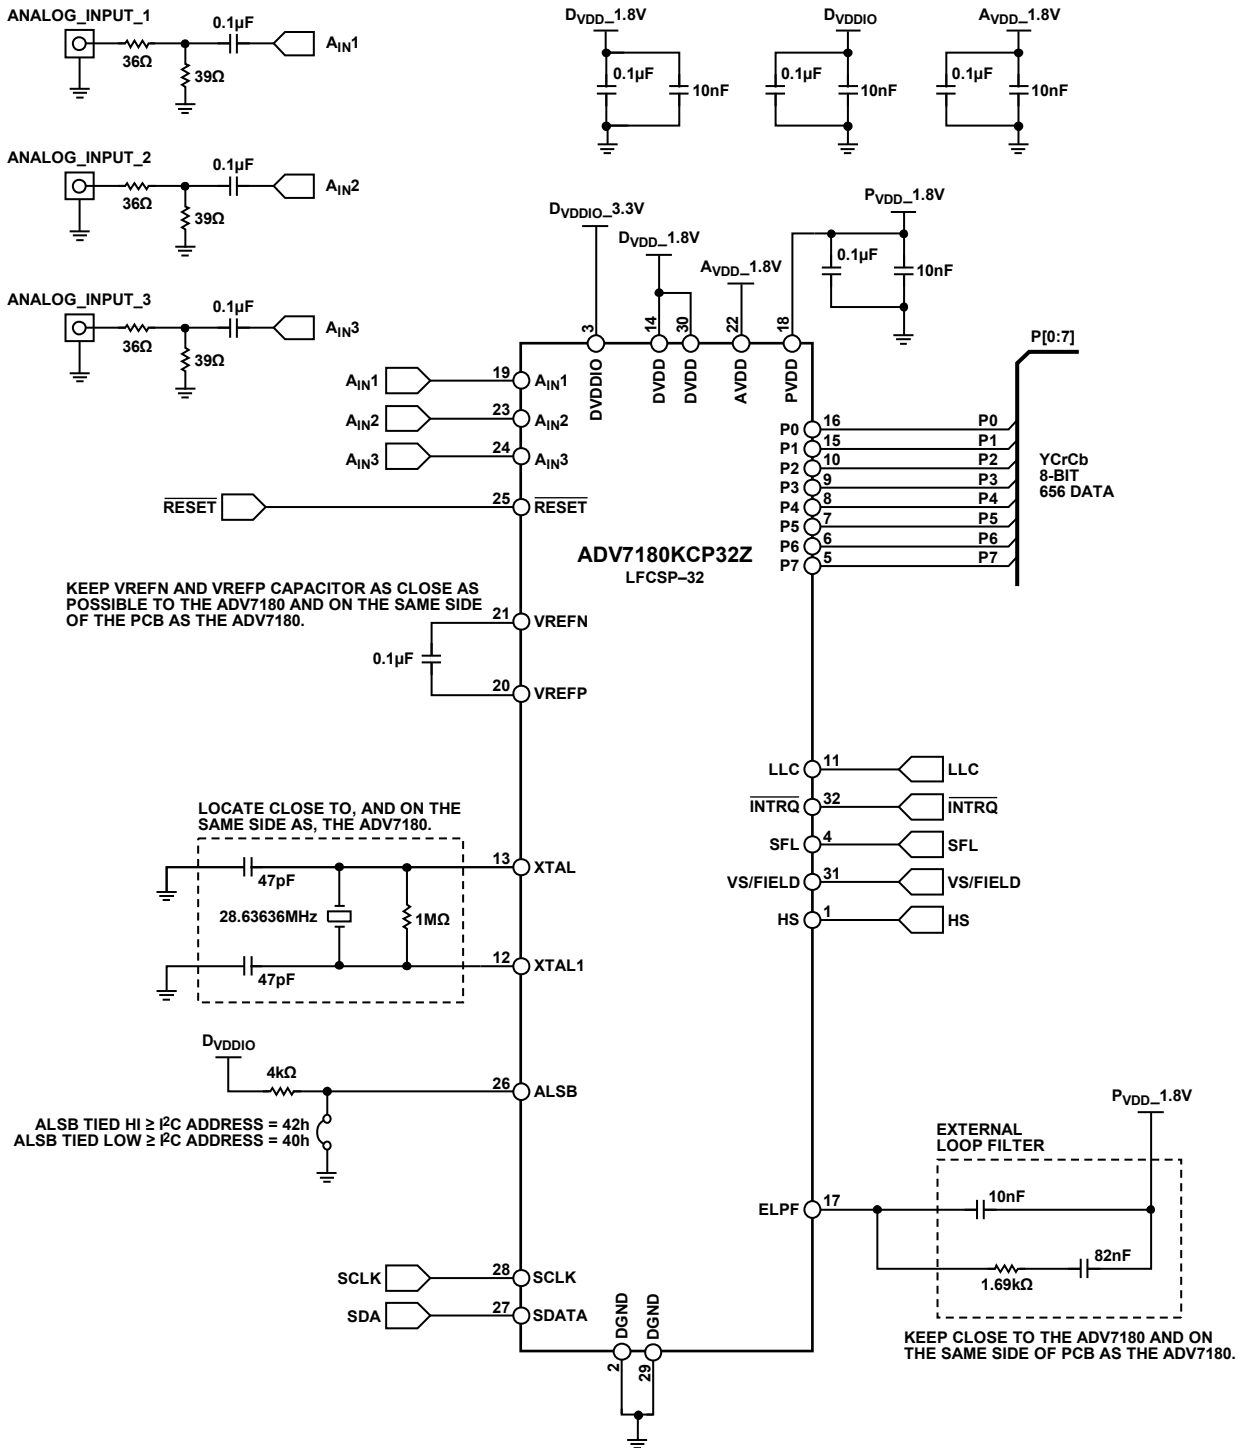 ANALOG_INPUT_1
0.1µF
AIN1
36Ω
39Ω
DVDD_1.8V
0.1µF
10nF
DVDDIO
0.1µF
10nF
AVDD_1.8V
0.1µF
10nF
ANALOG_INPUT_2
0.1µF
AIN2
36Ω
39Ω
ANALOG_INPUT_3
0.1µF
AIN3
36Ω
39Ω
DVDDIO_3.3V
DVDD_1.8V
AVDD_1.8V
PVDD_1.8V
0.1µF
10nF
3
14
30
22
18
DVDDIO
DVDD
DVDD
AVDD
PVDD
AIN1
19
AIN1
AIN2
23
AIN2
AIN3
24
AIN3
RESET
25
RESET
P[0:7]
P0
16
P0
P1
15
P1
P2
10
P2
P3
9
P3
P4
8
P4
P5
7
P5
P6
6
P6
P7
5
P7
YCrCb
8-BIT
656 DATA
ADV7180KCP32Z
LFCSP–32
KEEP VREFN AND VREFP CAPACITOR AS CLOSE AS
POSSIBLE TO THE ADV7180 AND ON THE SAME SIDE
OF THE PCB AS THE ADV7180.
21
VREFN
0.1µF
20
VREFP
LLC
11
LLC
INTRQ
32
INTRQ
SFL
4
SFL
VS/FIELD
31
VS/FIELD
HS
1
HS
LOCATE CLOSE TO, AND ON THE
SAME SIDE AS, THE ADV7180.
13
XTAL
47pF
28.63636MHz
1MΩ
47pF
12
XTAL1
DVDDIO
4kΩ
26
ALSB
ALSB TIED HI ≥ I2C ADDRESS = 42h
ALSB TIED LOW ≥ I2C ADDRESS = 40h
PVDD_1.8V
EXTERNAL
LOOP FILTER
ELPF
17
10nF
82nF
1.69kΩ
KEEP CLOSE TO THE ADV7180 AND ON
THE SAME SIDE OF PCB AS THE ADV7180.
SCLK
28
SCLK
SDA
27
SDATA
DGND
DGND
2
29